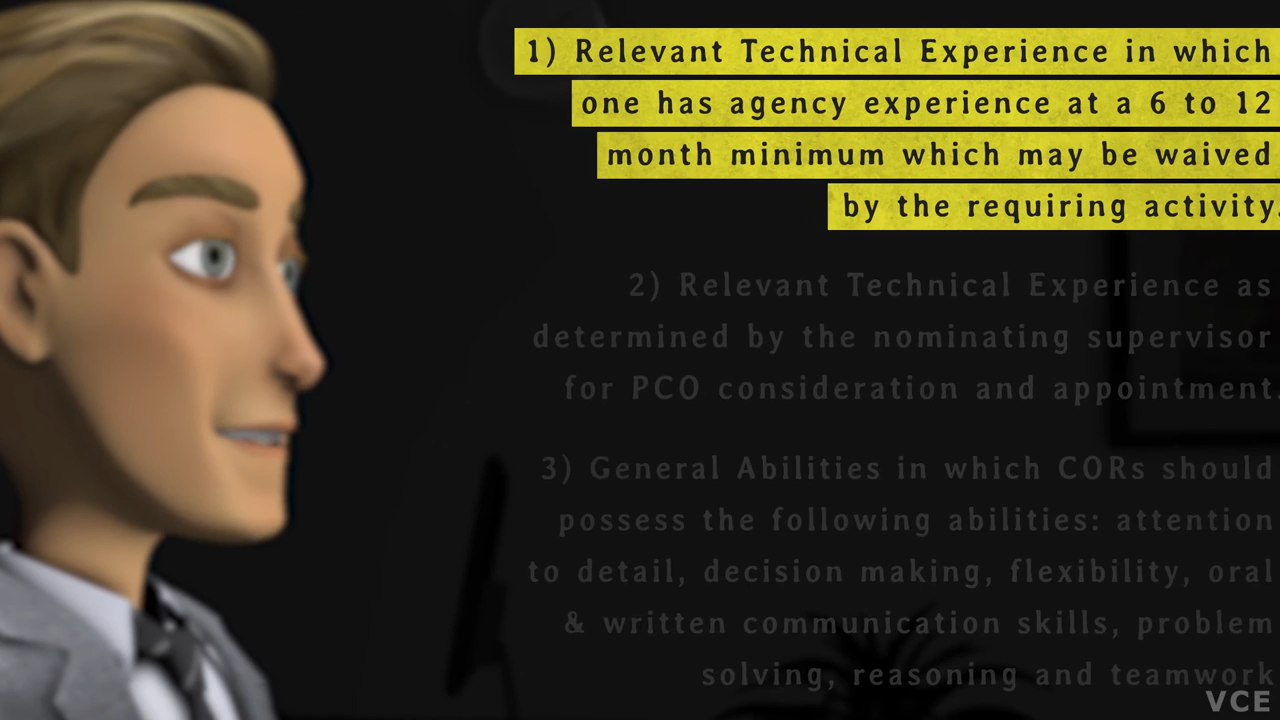 1) Relevant Technical Experience in which
one has agency experience at a 6 to 12
month minimum which may be waived
by the requiring activity.
2) Relevant Technical Experience as
determined by the nominating supervisor
for PCO consideration and appointment.
3) General Abilities in which CORs should
possess the following abilities: attention
to detail, decision making, flexibility, oral
& written communication skills, problem
solving, reasoning and teamwork
VCE